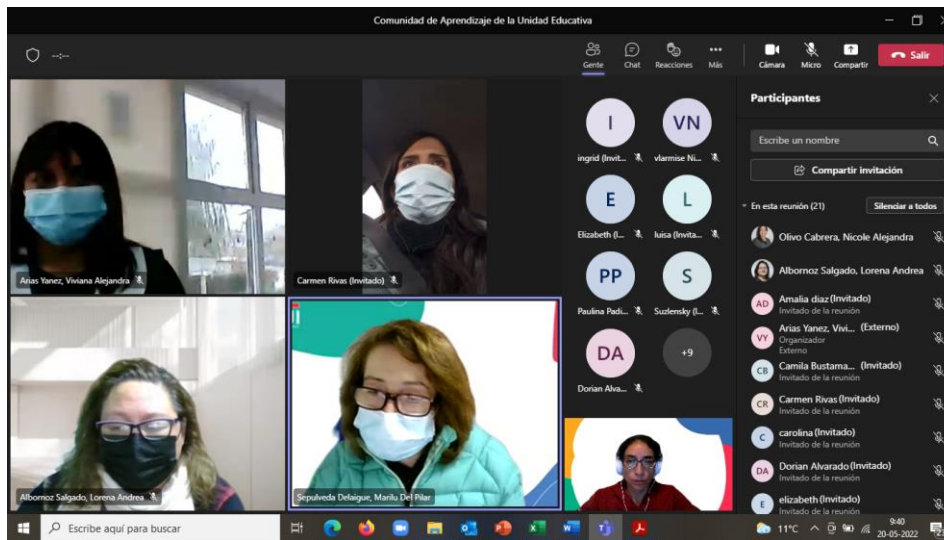 Comunidad de Aprendizaje de la Unidad Educativa
--:--
Gente
Chat
Reacciones
Más
Cámara
Micro
Compartir
Salir
Arias Yanez, Viviana Alejandra
Carmen Rivas (Invitado)
Albornoz Salgado, Lorena Andrea
Sepulveda Delaigue, Marilu Del Pilar
I
VN
ingrid (Invit...
vlarmise Ni...
E
L
Elizabeth (I...
luisa (Invita...
PP
S
Paulina Padi...
Suzlensky (I...
DA
+9
Dorian Alva...
Participantes
Escribe un nombre
Compartir invitación
En esta reunión (21)
Silenciar a todos
Olivo Cabrera, Nicole Alejandra
Albornoz Salgado, Lorena Andrea
AD
Amalia diaz (Invitado)
Invitado de la reunión
VY
Arias Yanez, Vivi... (Externo)
Organizador
Externo
CB
Camila Bustama... (Invitado)
Invitado de la reunión
CR
Carmen Rivas (Invitado)
Invitado de la reunión
C
carolina (Invitado)
Invitado de la reunión
DA
Dorian Alvarado (Invitado)
Invitado de la reunión
E
elizabeth (Invitado)
Invitado de la reunión
Escribe aquí para buscar
11°C
9:40
20-05-2022